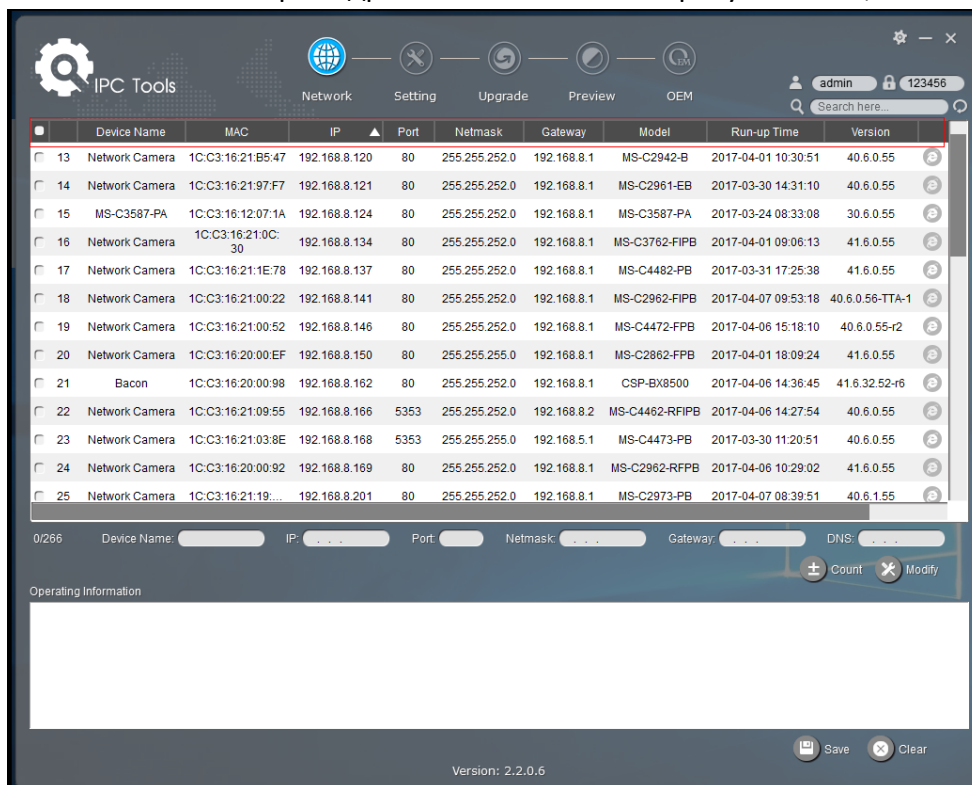 IPC Tools
Network Setting Upgrade Preview OEM
admin 123456
Search here...
Device Name MAC IP Port Netmask Gateway Model Run-up Time Version
13 Network Camera 1C:C3:16:21:B5:47 192.168.8.120 80 255.255.252.0 192.168.8.1 MS-C2942-B 2017-04-01 10:30:51 40.6.0.55
14 Network Camera 1C:C3:16:21:97:F7 192.168.8.121 80 255.255.252.0 192.168.8.1 MS-C2961-EB 2017-03-30 14:31:10 40.6.0.55
15 MS-C3587-PA 1C:C3:16:12:07:1A 192.168.8.124 80 255.255.252.0 192.168.8.1 MS-C3587-PA 2017-03-24 08:33:08 30.6.0.55
16 Network Camera 1C:C3:16:21:0C:30 192.168.8.134 80 255.255.252.0 192.168.8.1 MS-C3762-FIPB 2017-04-01 09:06:13 41.6.0.55
17 Network Camera 1C:C3:16:21:1E:78 192.168.8.137 80 255.255.252.0 192.168.8.1 MS-C4482-PB 2017-03-31 17:25:38 41.6.0.55
18 Network Camera 1C:C3:16:21:00:22 192.168.8.141 80 255.255.252.0 192.168.8.1 MS-C2962-FIPB 2017-04-07 09:53:18 40.6.0.56-TTA-1
19 Network Camera 1C:C3:16:21:00:52 192.168.8.146 80 255.255.252.0 192.168.8.1 MS-C4472-FPB 2017-04-06 15:18:10 40.6.0.55-r2
20 Network Camera 1C:C3:16:20:00:EF 192.168.8.150 80 255.255.255.0 192.168.8.1 MS-C2862-FPB 2017-04-01 18:09:24 41.6.0.55
21 Bacon 1C:C3:16:20:00:98 192.168.8.162 80 255.255.252.0 192.168.8.1 CSP-BX8500 2017-04-06 14:36:45 41.6.32.52-r6
22 Network Camera 1C:C3:16:21:09:55 192.168.8.166 5353 255.255.252.0 192.168.8.2 MS-C4462-RFIPB 2017-04-06 14:27:54 40.6.0.55
23 Network Camera 1C:C3:16:21:03:8E 192.168.8.168 5353 255.255.255.0 192.168.5.1 MS-C4473-PB 2017-03-30 11:20:51 40.6.0.55
24 Network Camera 1C:C3:16:20:00:92 192.168.8.169 80 255.255.252.0 192.168.8.1 MS-C2962-RFPB 2017-04-06 10:29:02 41.6.0.55
25 Network Camera 1C:C3:16:21:19:... 192.168.8.201 80 255.255.252.0 192.168.8.1 MS-C2973-PB 2017-04-07 08:39:51 40.6.1.55
0/266 Device Name: IP: . . . Port: Netmask: . . . Gateway: . . . DNS: . . .
Count Modify
Operating Information
Save Clear
Version: 2.2.0.6